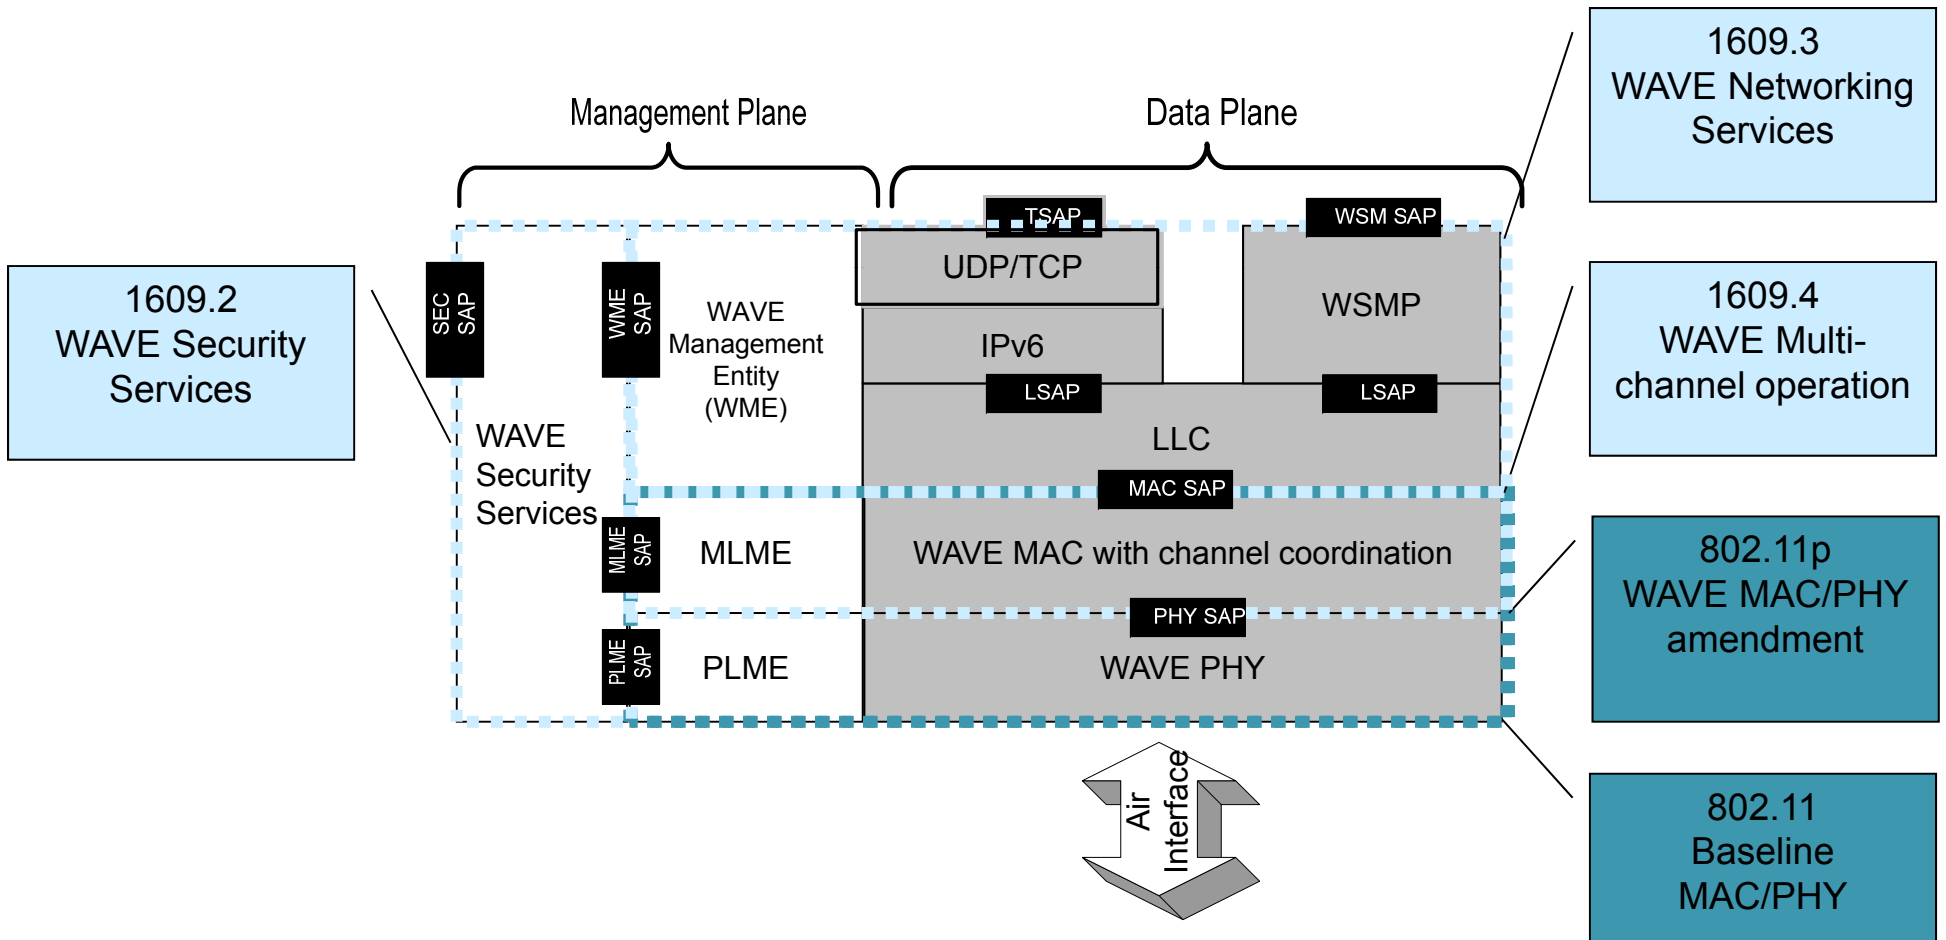 1609.3
WAVE Networking
Services
Management Plane
Data Plane
TSAP
WSM SAP
1609.2
WAVE Security
Services
SEC
SAP
WME
SAP
WAVE
Management
Entity
(WME)
UDP/TCP
IPv6
WSMP
1609.4
WAVE Multi-
channel operation
LSAP
LSAP
WAVE
Security
Services
LLC
MAC SAP
MLME
SAP
MLME
WAVE MAC with channel coordination
802.11p
WAVE MAC/PHY
amendment
PHY SAP
PLME
SAP
PLME
WAVE PHY
Air
Interface
802.11
Baseline
MAC/PHY